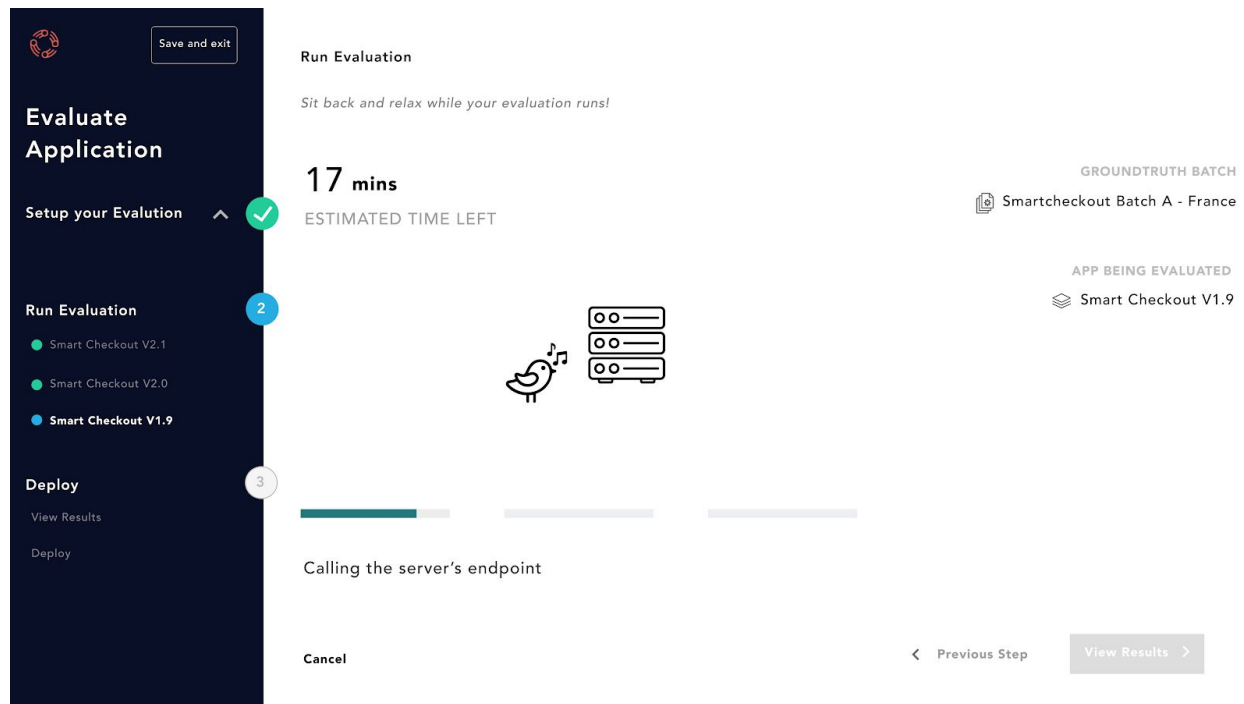 Save and exit
Evaluate
Application
Setup your Evalution
Run Evaluation
2
Smart Checkout V2.1
Smart Checkout V2.0
Smart Checkout V1.9
Deploy
3
View Results
Deploy
Run Evaluation
Sit back and relax while your evaluation runs!
17 mins
ESTIMATED TIME LEFT
GROUNDTRUTH BATCH
Smartcheckout Batch A - France
APP BEING EVALUATED
Smart Checkout V1.9
Calling the server’s endpoint
Cancel
Previous Step
View Results